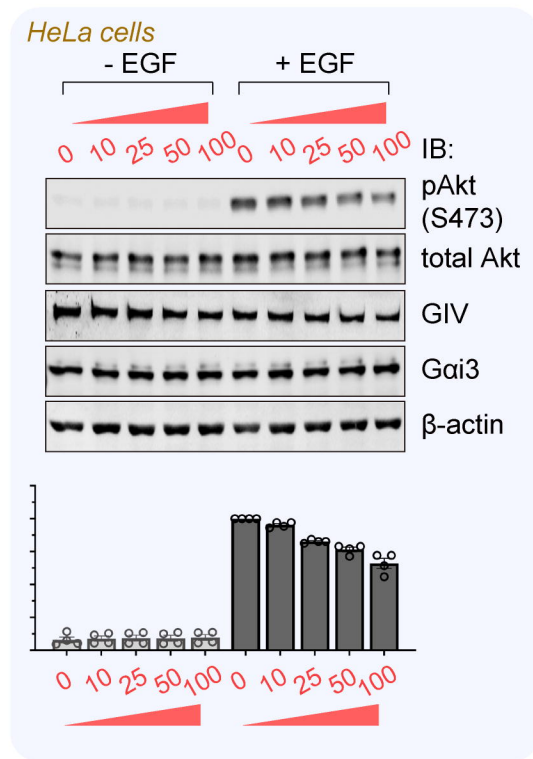 HeLa cells
- EGF + EGF
0 10 25 50 100 0 10 25 50 100 IB:
pAkt
(S473)
total Akt
GIV
Gαi3
β-actin
0 10 25 50 100 0 10 25 50 100